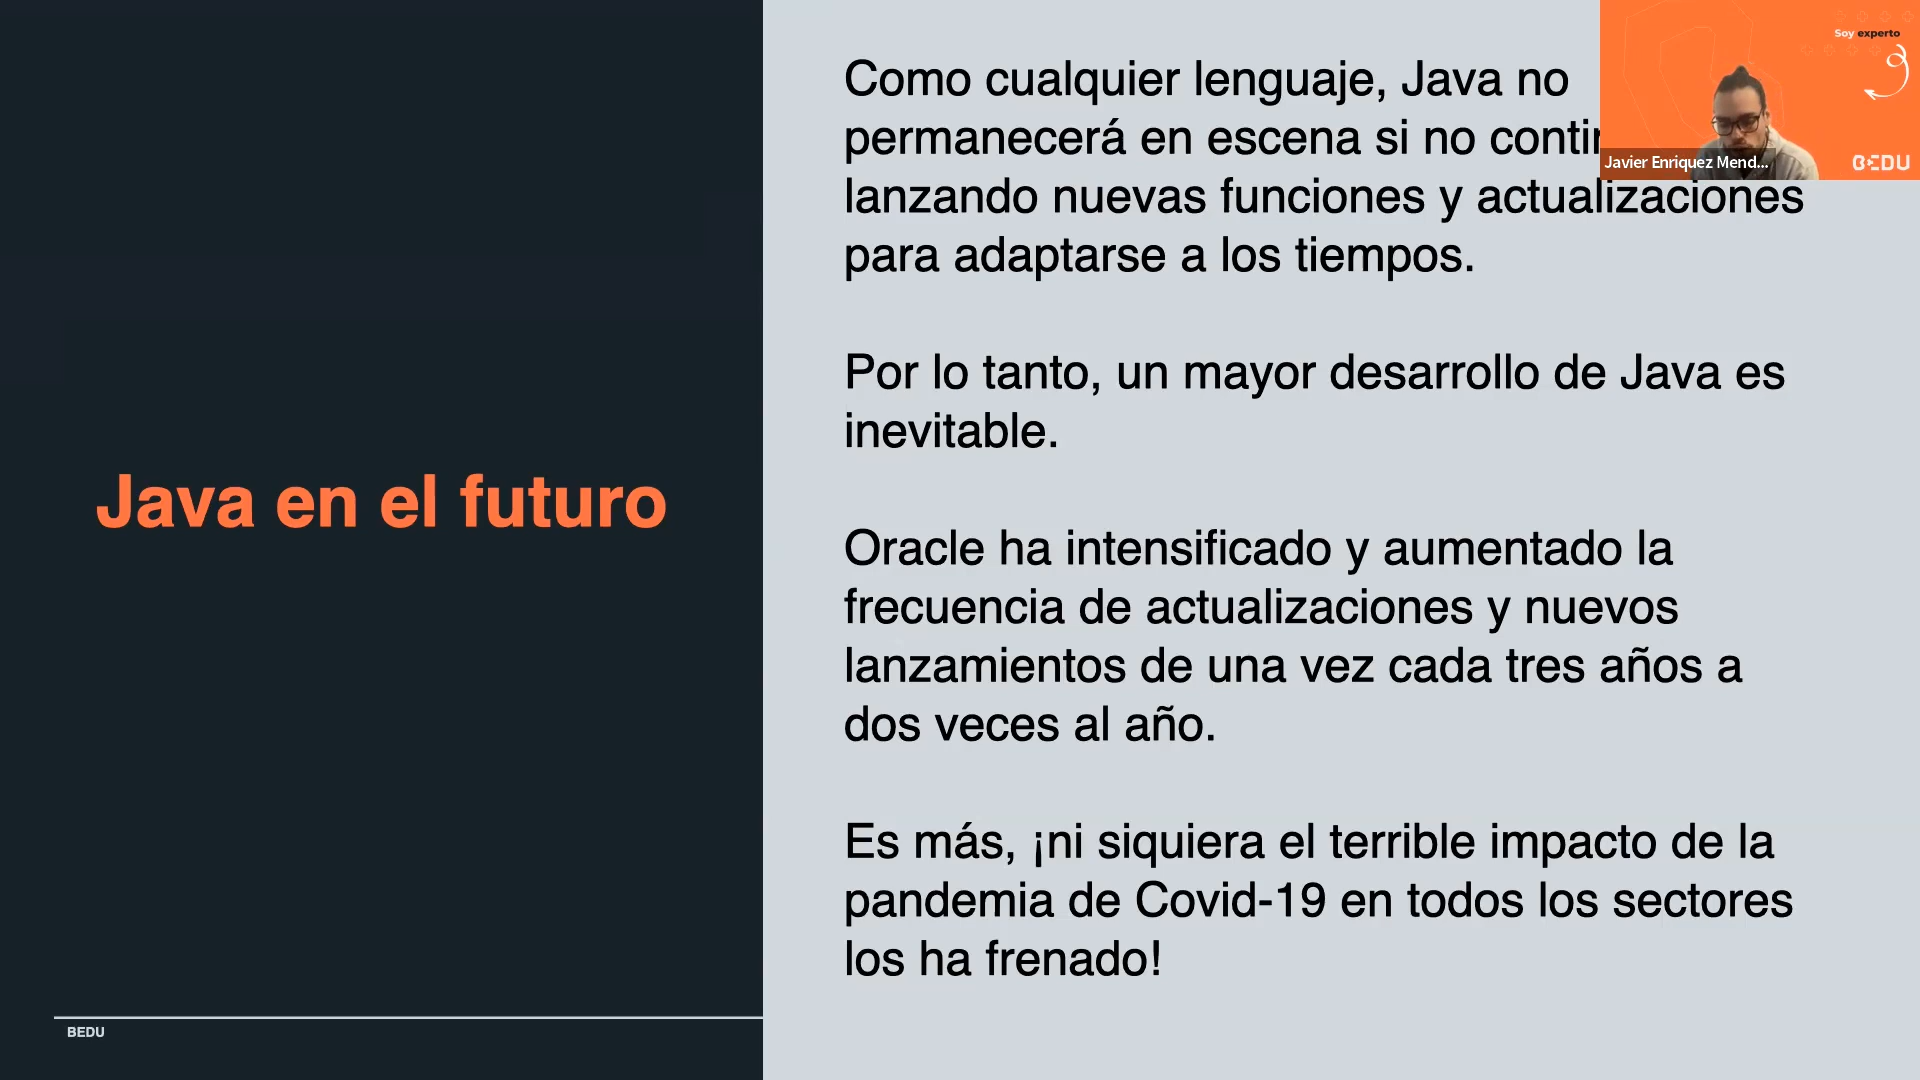 Java en el futuro
BEDU
Como cualquier lenguaje, Java no
permanecerá en escena si no
lanzando nuevas funciones y actualizaciones
para adaptarse a los tiempos.
Por lo tanto, un mayor desarrollo de Java es
inevitable.
Oracle ha intensificado y aumentado la
frecuencia de actualizaciones y nuevos
lanzamientos de una vez cada tres años a
dos veces al año.
Es más, ¡ni siquiera el terrible impacto de la
pandemia de Covid-19 en todos los sectores
los ha frenado!
Soy experto
Javier Enriquez Mend...
BEDU